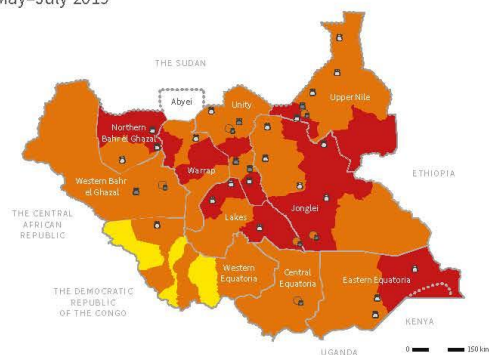 May–July 2019
THE SUDAN
Abyei
Unity
Upper Nile
Northern
Bahr el Ghazal
Warrap
ETHIOPIA
Western Bahr
el Ghazal
Jonglei
THE CENTRAL
AFRICAN
REPUBLIC
Lakes
Western
Equatoria
Central
Equatoria
Eastern Equatoria
THE DEMOCRATIC
REPUBLIC
OF THE CONGO
KENYA
UGANDA
0 150 km